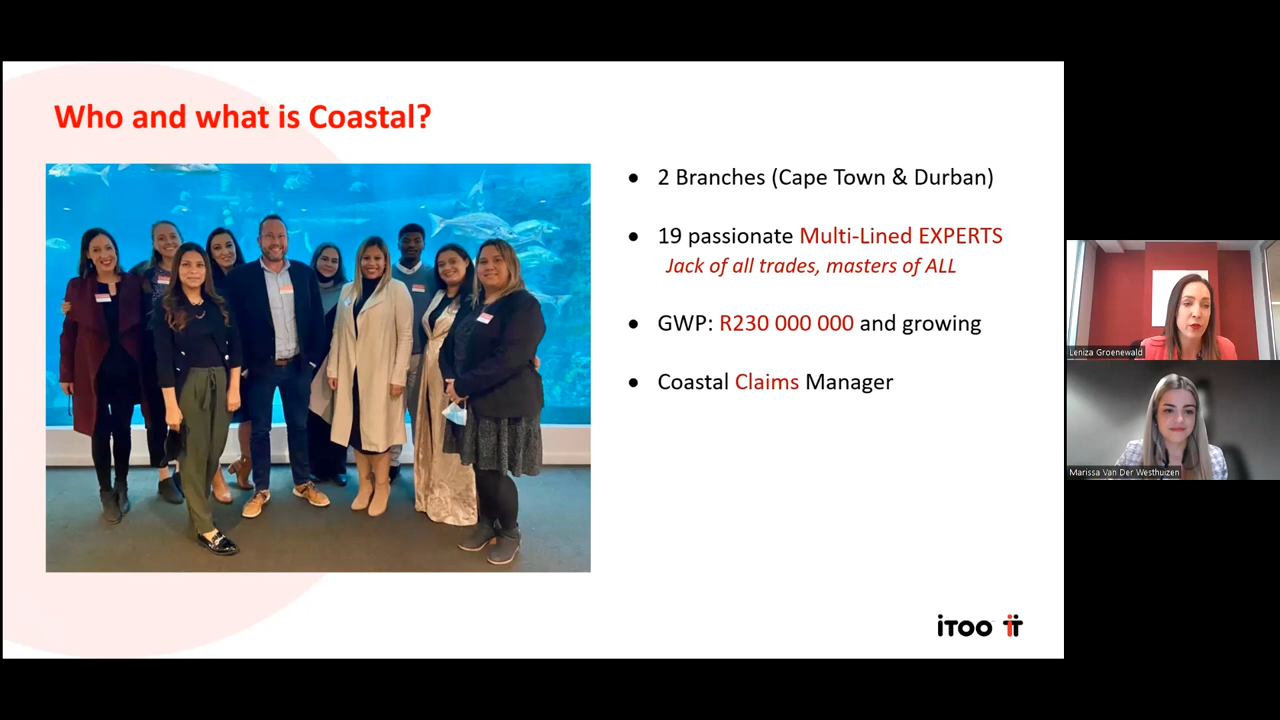 Who and what is Coastal?
• 2 Branches (Cape Town & Durban)
• 19 passionate Multi-Lined EXPERTS
Jack of all trades, masters of ALL
• GWP: R230 000 000 and growing
• Coastal Claims Manager
iTOO
Leniza Groenewald
Marissa Van Der Westhuizen